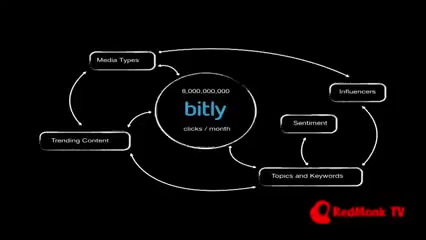 Media Types
8,000,000,000
bitly
clicks / month
Influencers
Sentiment
Trending Content
Topics and Keywords
RedMonk TV